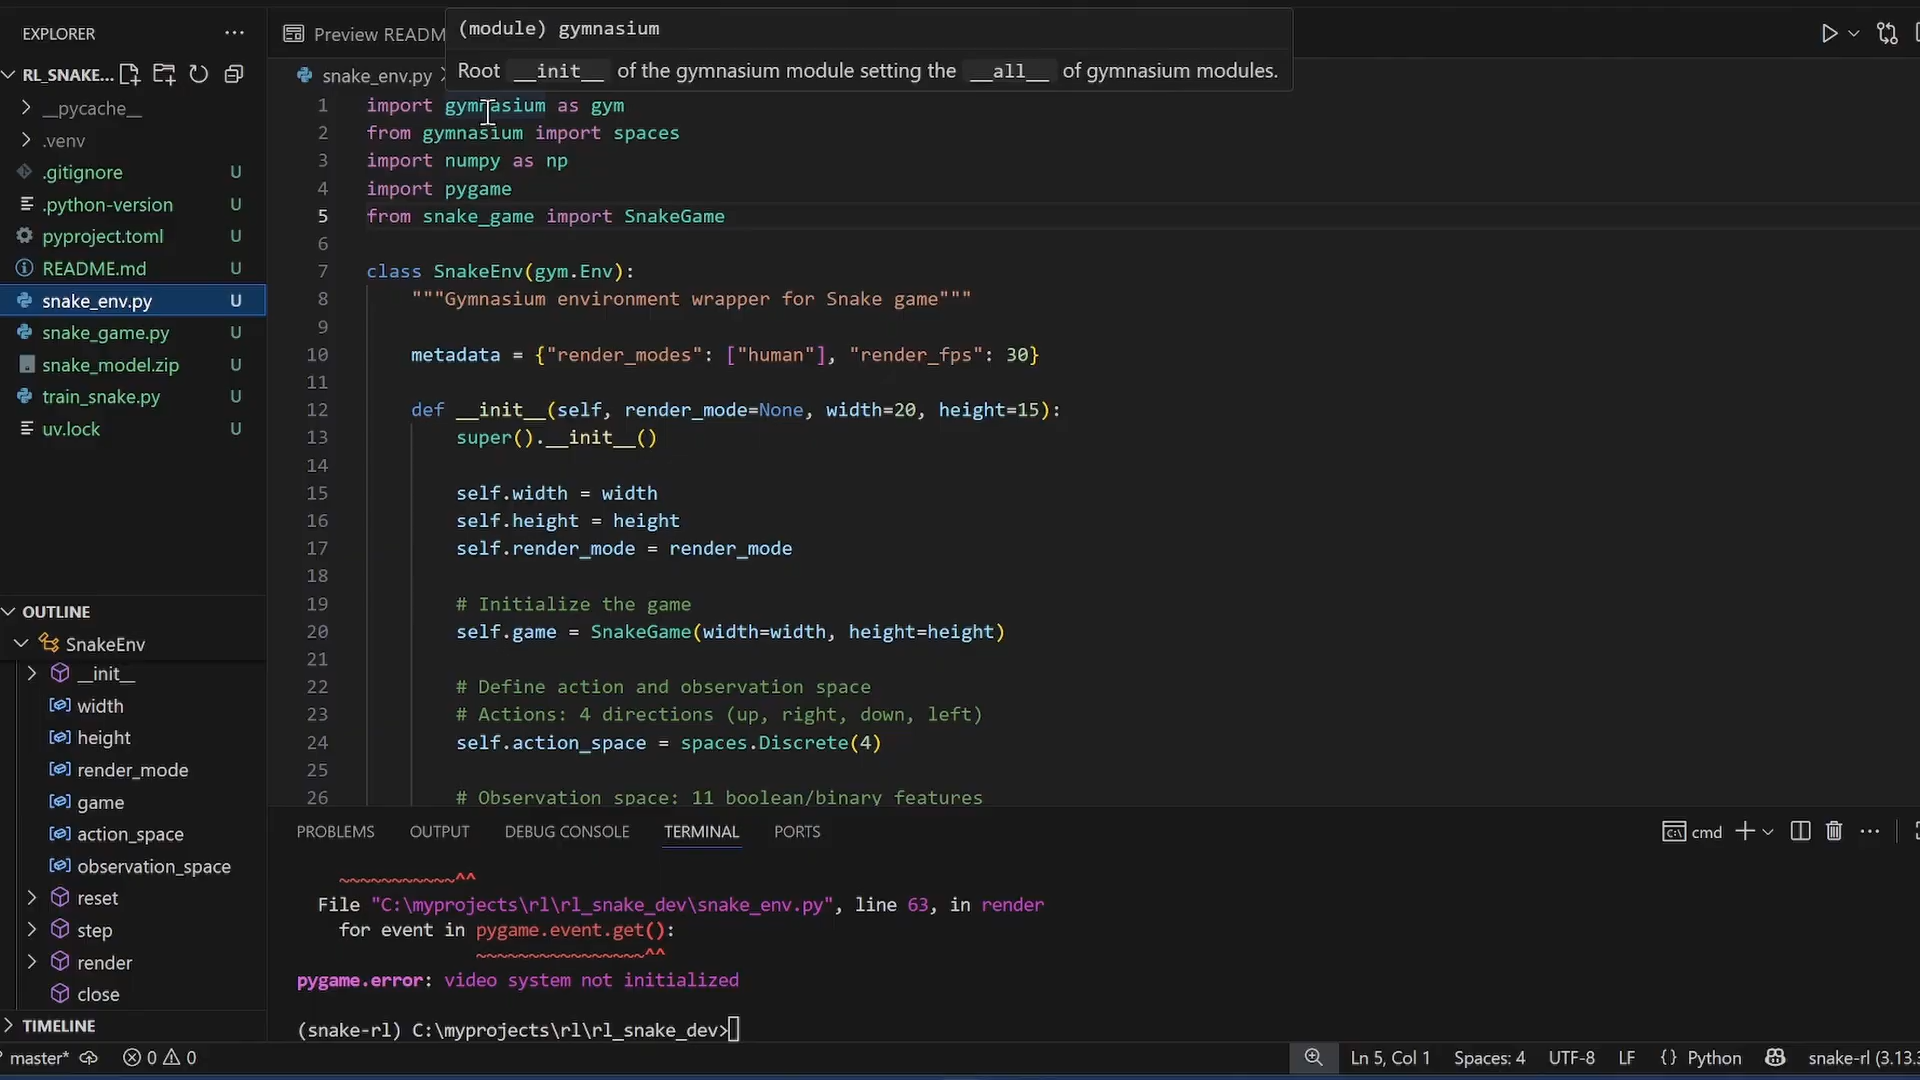 EXPLORER
RL_SNAKE...
__pycache__
.venv
.gitignore U
.python-version U
pyproject.toml U
README.md U
snake_env.py U
snake_game.py U
snake_model.zip U
train_snake.py U
uv.lock U
OUTLINE
SnakeEnv
__init__
width
height
render_mode
game
action_space
observation_space
reset
step
render
close
TIMELINE
Preview README
(module) gymnasium
Root __init__ of the gymnasium module setting the __all__ of gymnasium modules.
snake_env.py
1 import gymnasium as gym
2 from gymnasium import spaces
3 import numpy as np
4 import pygame
5 from snake_game import SnakeGame
6
7 class SnakeEnv(gym.Env):
8 """Gymnasium environment wrapper for Snake game"""
9
10 metadata = {"render_modes": ["human"], "render_fps": 30}
11
12 def __init__(self, render_mode=None, width=20, height=15):
13 super().__init__()
14
15 self.width = width
16 self.height = height
17 self.render_mode = render_mode
18
19 # Initialize the game
20 self.game = SnakeGame(width=width, height=height)
21
22 # Define action and observation space
23 # Actions: 4 directions (up, right, down, left)
24 self.action_space = spaces.Discrete(4)
25
26 # Observation space: 11 boolean/binary features
PROBLEMS OUTPUT DEBUG CONSOLE TERMINAL PORTS
cmd
~~~~~~~~~~~^^
File "C:\myprojects\rl\rl_snake_dev\snake_env.py", line 63, in render
for event in pygame.event.get():
~~~~~~~~~~~~~~~~^^
pygame.error: video system not initialized
(snake-rl) C:\myprojects\rl\rl_snake_dev>
master* 0 0 Ln 5, Col 1 Spaces: 4 UTF-8 LF {} Python snake-rl (3.13.